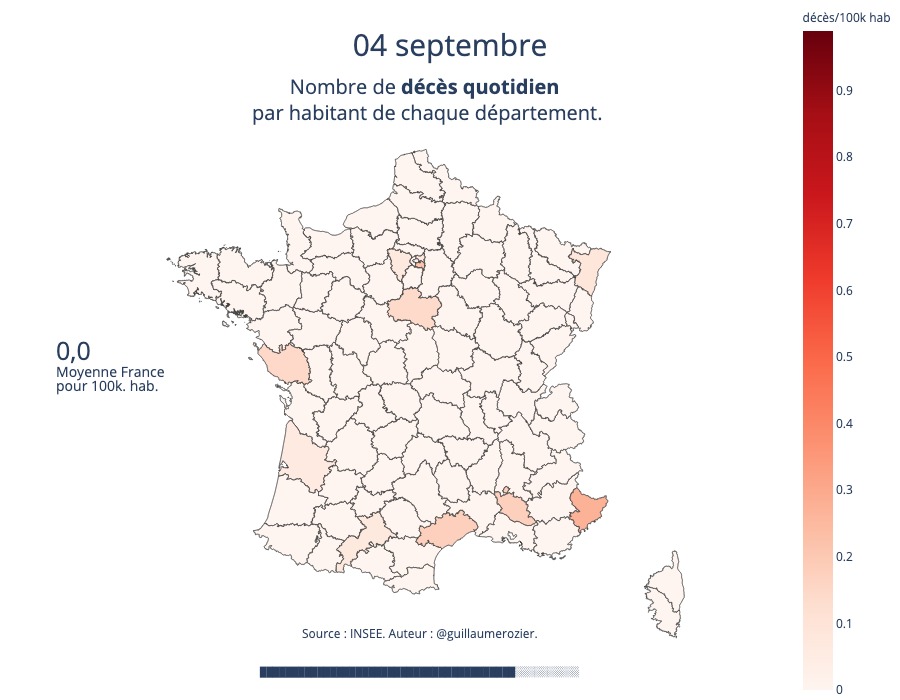 décès/100k hab
04 septembre
Nombre de décès quotidien
par habitant de chaque département.
0.9
0.8
0.7
0.6
0.5
0.4
0.3
0.2
0.1
0
0,0
Moyenne France
pour 100k. hab.
Source : INSEE. Auteur : @guillaumerozier.